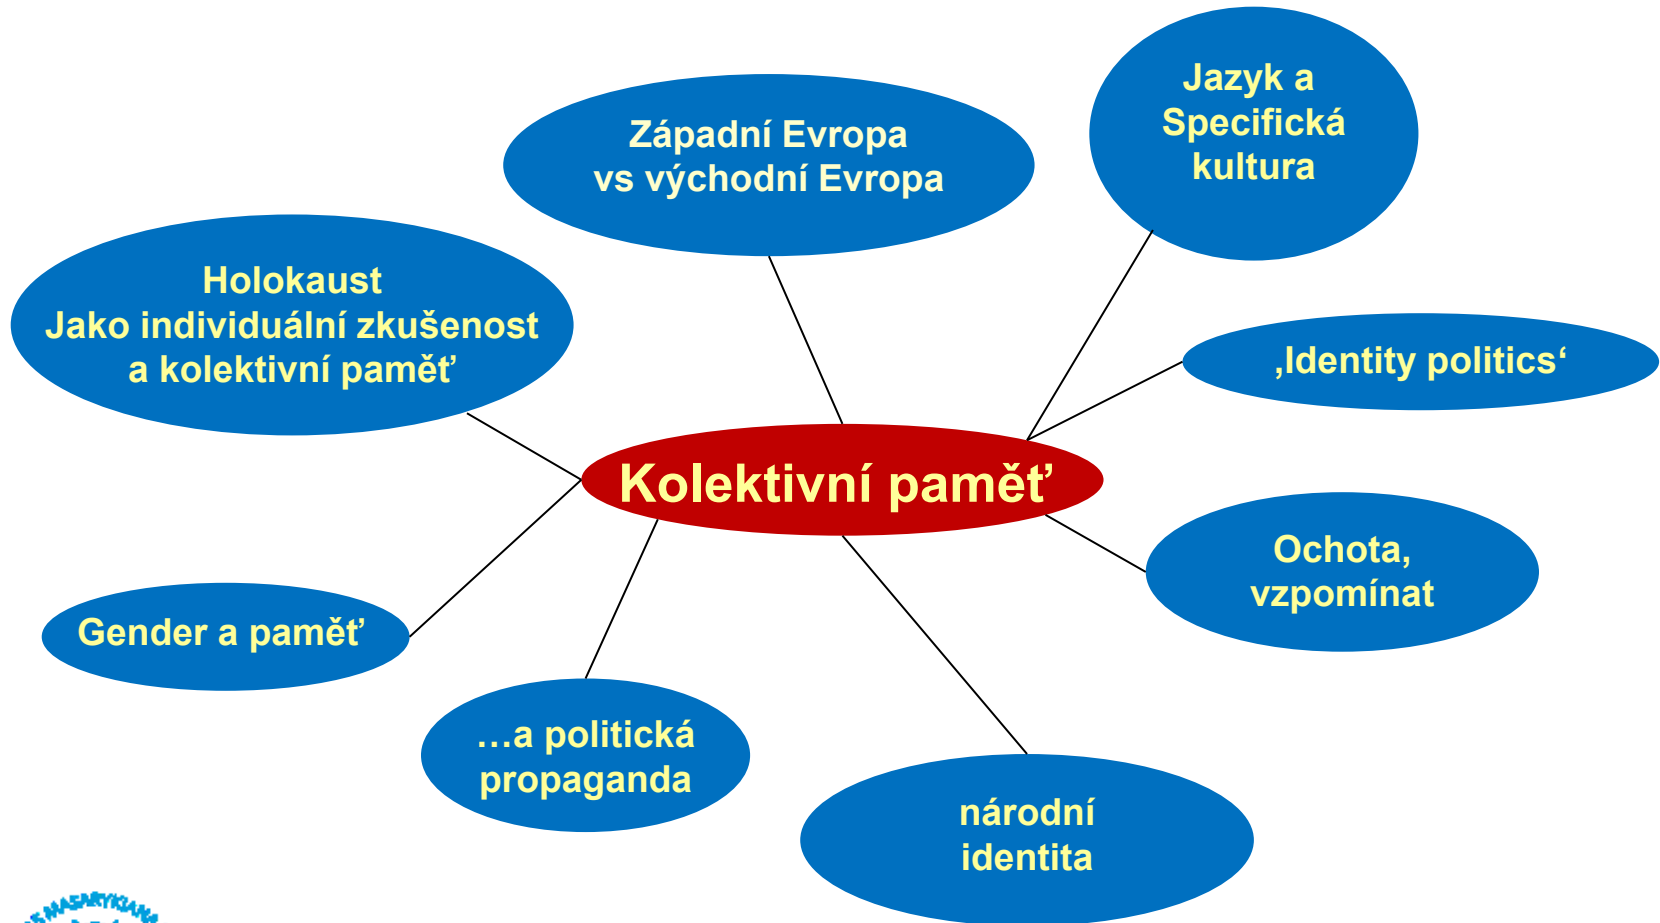 Jazyk a
Specifická
kultura
Západní Evropa
vs východní Evropa
Holokaust
Jako individuální zkušenost
a kolektivní paměť
‚Identity politics‘
Kolektivní paměť
Ochota,
vzpomínat
Gender a paměť
…a politická
propaganda
národní
identita
MASARYKIANA